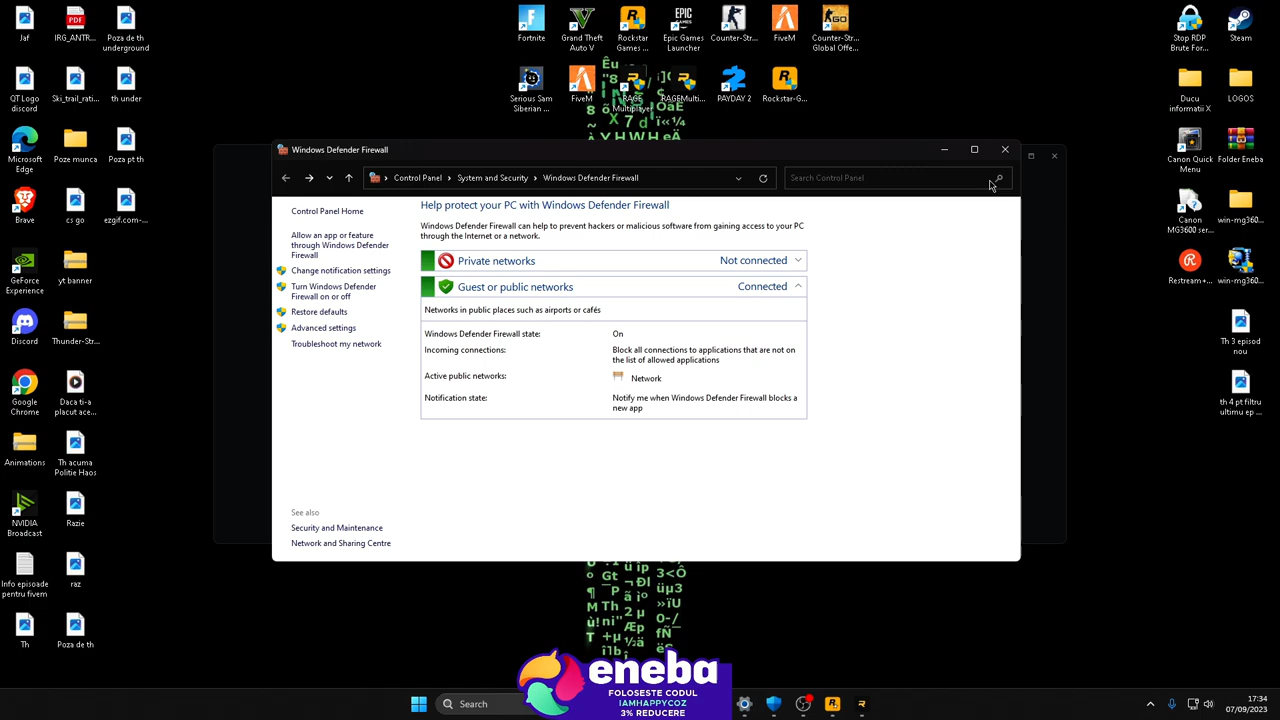 Jaf
IRG_ANTR...
Poza de th
underground
Fortnite
Grand Theft
Auto V
Rockstar
Games ...
Epic Games
Launcher
Counter-Str...
FiveM
Counter-Str...
Global Offe...
Stop RDP
Brute For...
Steam
QT Logo
discord
Ski_trail_rati...
th under
Serious Sam
Siberian ...
FiveM
RAGE
Multiplayer
RAGEMulti...
PAYDAY 2
Rockstar-G...
Ducu
informatii X
LOGOS
Microsoft
Edge
Poze munca
Poza pt th
Canon Quick
Menu
Folder Eneba
Brave
cs go
ezgif.com-...
Canon
MG3600 ser...
win-mg360...
GeForce
Experience
yt banner
Restream+...
win-mg360...
Discord
Thunder-Str...
Th 3 episod
nou
Google
Chrome
Daca ti-a
placut ace...
th 4 pt filtru
ultimu ep ...
Animations
Th acuma
Politie Haos
NVIDIA
Broadcast
Razie
Info episoade
pentru fivem
raz
Th
Poza de th
Windows Defender Firewall
Control Panel > System and Security > Windows Defender Firewall
Search Control Panel
Control Panel Home
Allow an app or feature
through Windows Defender
Firewall
Change notification settings
Turn Windows Defender
Firewall on or off
Restore defaults
Advanced settings
Troubleshoot my network
See also
Security and Maintenance
Network and Sharing Centre
Help protect your PC with Windows Defender Firewall
Windows Defender Firewall can help to prevent hackers or malicious software from gaining access to your PC
through the Internet or a network.
Private networks Not connected
Guest or public networks Connected
Networks in public places such as airports or cafés
Windows Defender Firewall state: On
Incoming connections: Block all connections to applications that are not on
the list of allowed applications
Active public networks: Network
Notification state: Notify me when Windows Defender Firewall blocks a
new app
eneba
FOLOSESTE CODUL
IAMHAPPYCOZ
3% REDUCERE
Search
17:34
07/09/2023